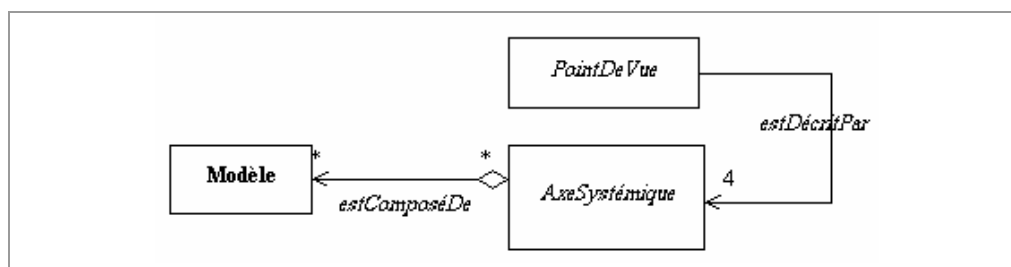 PointDeVue
estDécritPar
*
*
Modèle
4
AxeSystémique
estComposéDe